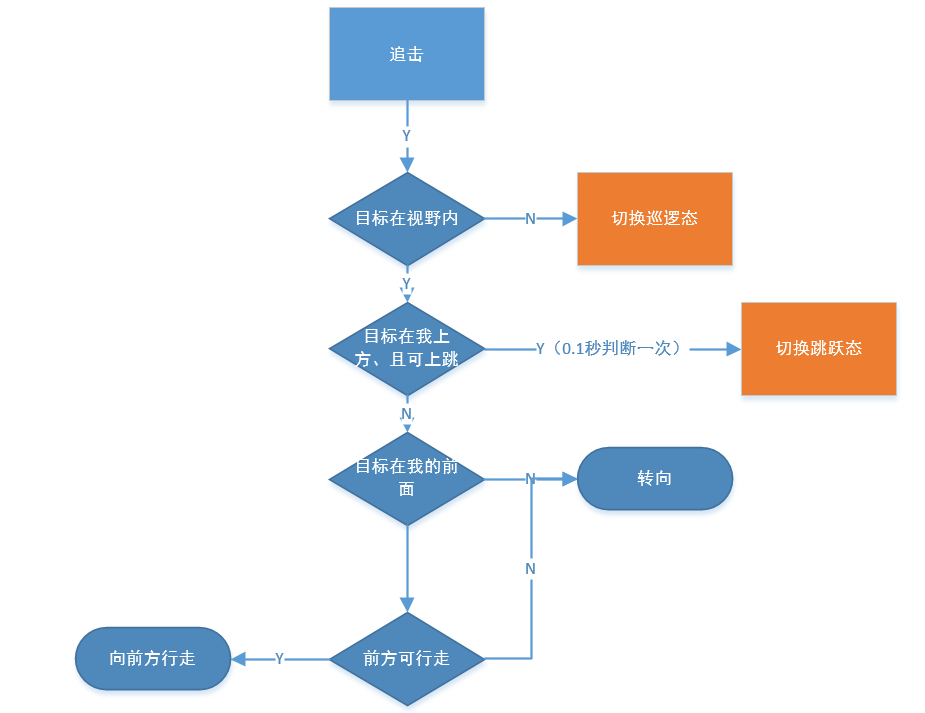 追击
Y
目标在视野内
N
切换巡逻态
Y
目标在我上
方、且可上跳
Y（0.1秒判断一次）
切换跳跃态
N
目标在我的前
面
N
转向
N
向前方行走
Y
前方可行走